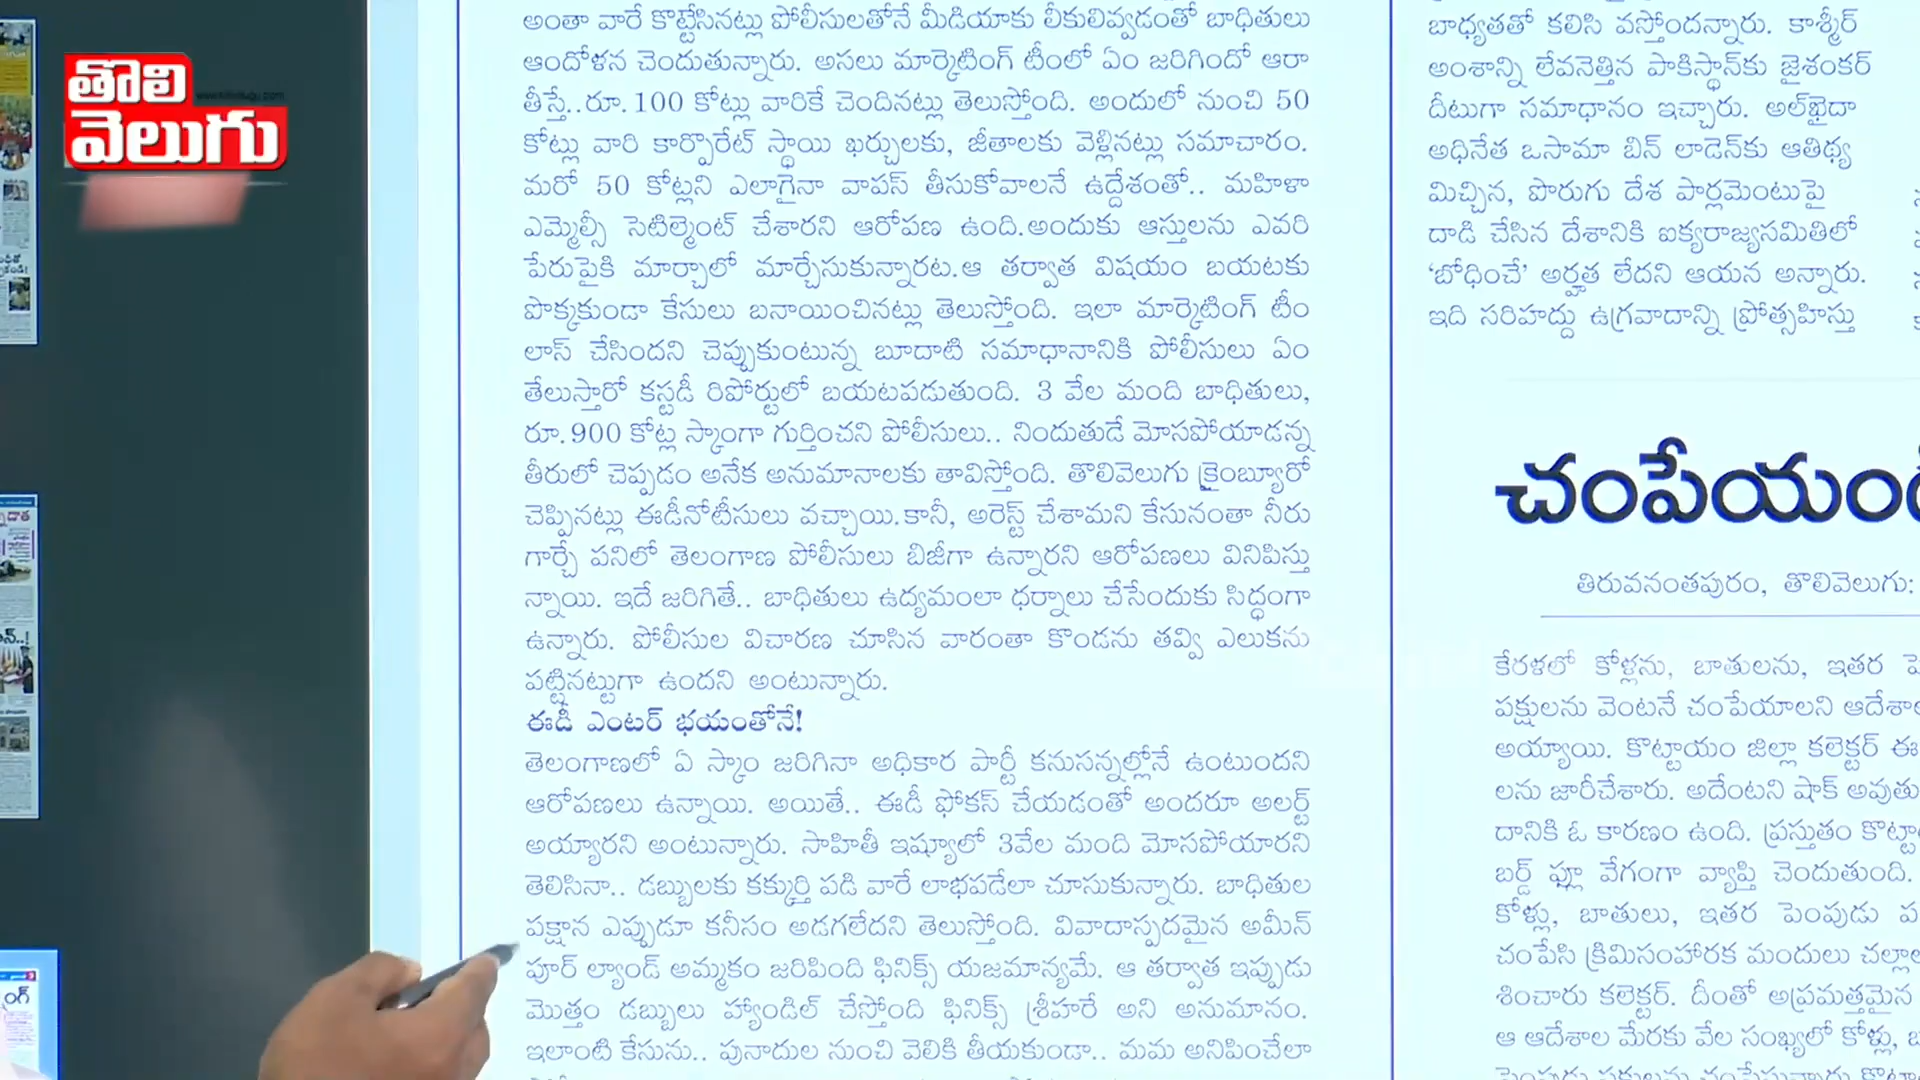 తొలి
వెలుగు
అంతా వారే కొట్టేసినట్లు పోలీసులతోనే మీడియాకు లీకులివ్వడంతో బాధితులు
ఆందోళన చెందుతున్నారు. అసలు మార్కెటింగ్ టీంలో ఏం జరిగిందో ఆరా
తీస్తే..రూ.100 కోట్లు వారికే చెందినట్లు తెలుస్తోంది. అందులో నుంచి 50
కోట్లు వారి కార్పొరేట్ స్థాయి ఖర్చులకు, జీతాలకు వెళ్లినట్లు సమాచారం.
మరో 50 కోట్లని ఎలాగైనా వాపస్ తీసుకోవాలనే ఉద్దేశంతో.. మహిళా
ఎమ్మెల్సీ సెటిల్మెంట్ చేశారని ఆరోపణ ఉంది.అందుకు ఆస్తులను ఎవరి
పేరుపైకి మార్చాలో మార్చేసుకున్నారట.ఆ తర్వాత విషయం బయటకు
పొక్కకుండా కేసులు బనాయించినట్లు తెలుస్తోంది. ఇలా మార్కెటింగ్ టీం
లాస్ చేసిందని చెప్పుకుంటున్న బూదాటి సమాధానానికి పోలీసులు ఏం
తేలుస్తారో కస్టడీ రిపోర్టులో బయటపడుతుంది. 3 వేల మంది బాధితులు,
రూ.900 కోట్ల స్కాంగా గుర్తించని పోలీసులు.. నిందుతుడే మోసపోయాడన్న
తీరులో చెప్పడం అనేక అనుమానాలకు తావిస్తోంది. తొలివెలుగు క్రైంబ్యూరో
చెప్పినట్లు ఈడీనోటీసులు వచ్చాయి.కానీ, అరెస్ట్ చేశామని కేసునంతా నీరు
గార్చే పనిలో తెలంగాణ పోలీసులు బిజీగా ఉన్నారని ఆరోపణలు వినిపిస్తు
న్నాయి. ఇదే జరిగితే.. బాధితులు ఉద్యమంలా ధర్నాలు చేసేందుకు సిద్ధంగా
ఉన్నారు. పోలీసుల విచారణ చూసిన వారంతా కొండను తవ్వి ఎలుకను
పట్టినట్టుగా ఉందని అంటున్నారు.
ఈడీ ఎంటర్ భయంతోనే!
తెలంగాణలో ఏ స్కాం జరిగినా అధికార పార్టీ కనుసన్నల్లోనే ఉంటుందని
ఆరోపణలు ఉన్నాయి. అయితే.. ఈడీ ఫోకస్ చేయడంతో అందరూ అలర్ట్
అయ్యారని అంటున్నారు. సాహితీ ఇష్యూలో 3వేల మంది మోసపోయారని
తెలిసినా.. డబ్బులకు కక్కుర్తి పడి వారే లాభపడేలా చూసుకున్నారు. బాధితుల
పక్షాన ఎప్పుడూ కనీసం అడగలేదని తెలుస్తోంది. వివాదాస్పదమైన అమీన్
పూర్ ల్యాండ్ అమ్మకం జరిపింది ఫినిక్స్ యజమాన్యమే. ఆ తర్వాత ఇప్పుడు
మొత్తం డబ్బులు హ్యాండిల్ చేస్తోంది ఫినిక్స్ శ్రీహరే అని అనుమానం.
ఇలాంటి కేసును.. పునాదుల నుంచి వెలికి తీయకుండా.. మమ అనిపించేలా
బాధ్యతతో కలిసి వస్తోందన్నారు. కాశ్మీర్
అంశాన్ని లేవనెత్తిన పాకిస్థాన్‌కు జైశంకర్
దీటుగా సమాధానం ఇచ్చారు. అల్‌ఖైదా
అధినేత ఒసామా బిన్ లాడెన్‌కు ఆతిథ్య
మిచ్చిన, పొరుగు దేశ పార్లమెంటుపై
దాడి చేసిన దేశానికి ఐక్యరాజ్యసమితిలో
‘బోధించే’ అర్హత లేదని ఆయన అన్నారు.
ఇది సరిహద్దు ఉగ్రవాదాన్ని ప్రోత్సహిస్తు
చంపేయండ
తిరువనంతపురం, తొలివెలుగు:
కేరళలో కోళ్లను, బాతులను, ఇతర పె
పక్షులను వెంటనే చంపేయాలని ఆదేశాల
అయ్యాయి. కొట్టాయం జిల్లా కలెక్టర్ ఈ
లను జారీచేశారు. అదేంటని షాక్ అవుతు
దానికి ఓ కారణం ఉంది. ప్రస్తుతం కొట్టా
బర్డ్ ఫ్లూ వేగంగా వ్యాప్తి చెందుతుంది.
కోళ్లు, బాతులు, ఇతర పెంపుడు ప
చంపేసి క్రిమిసంహారక మందులు చల్లాల
శించారు కలెక్టర్. దీంతో అప్రమత్తమైన
ఆ ఆదేశాల మేరకు వేల సంఖ్యలో కోళ్లు,